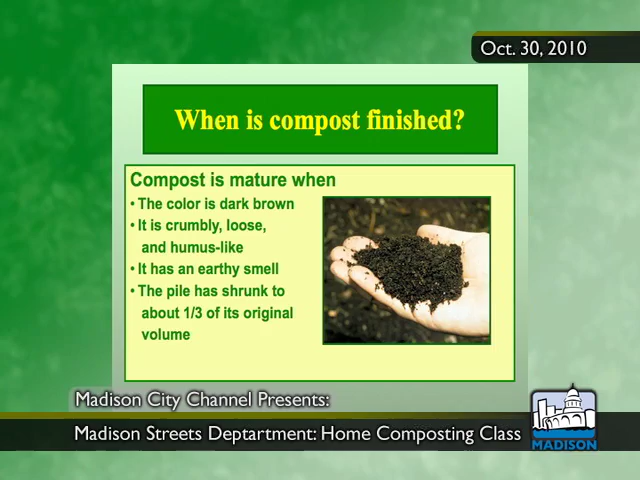 Oct. 30, 2010
When is compost finished?
Compost is mature when
• The color is dark brown
• It is crumbly, loose,
and humus-like
• It has an earthy smell
• The pile has shrunk to
about 1/3 of its original
volume
Madison City Channel Presents:
Madison Streets Deptartment: Home Composting Class
MADISON